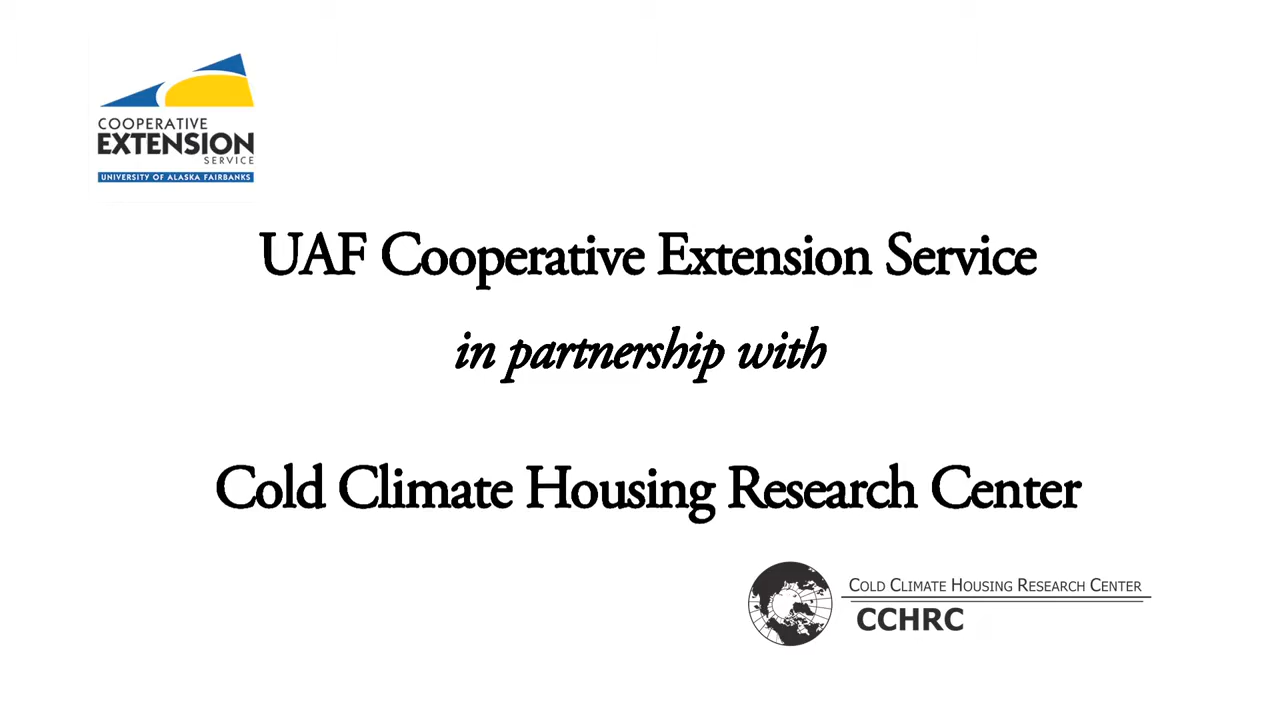 COOPERATIVE
EXTENSION
SERVICE
UNIVERSITY OF ALASKA FAIRBANKS
UAF Cooperative Extension Service
in partnership with
Cold Climate Housing Research Center
COLD CLIMATE HOUSING RESEARCH CENTER
CCHRC